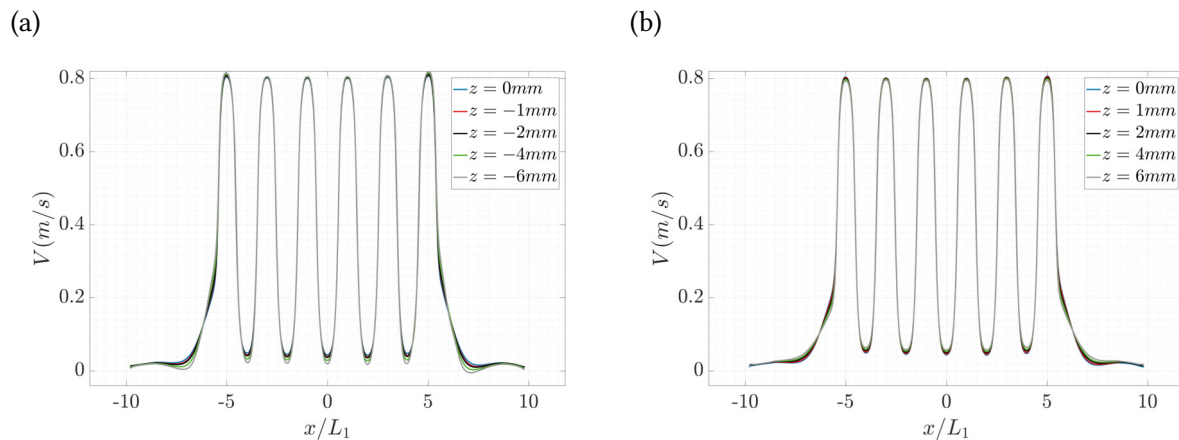 (a)
0.8
0.6
0.4
0.2
0
-10
-5
0
5
10
V(m/s)
x/L₁
z = 0mm
z = −1mm
z = −2mm
z = −4mm
z = −6mm
(b)
0.8
0.6
0.4
0.2
0
-10
-5
0
5
10
V(m/s)
x/L₁
z = 0mm
z = 1mm
z = 2mm
z = 4mm
z = 6mm